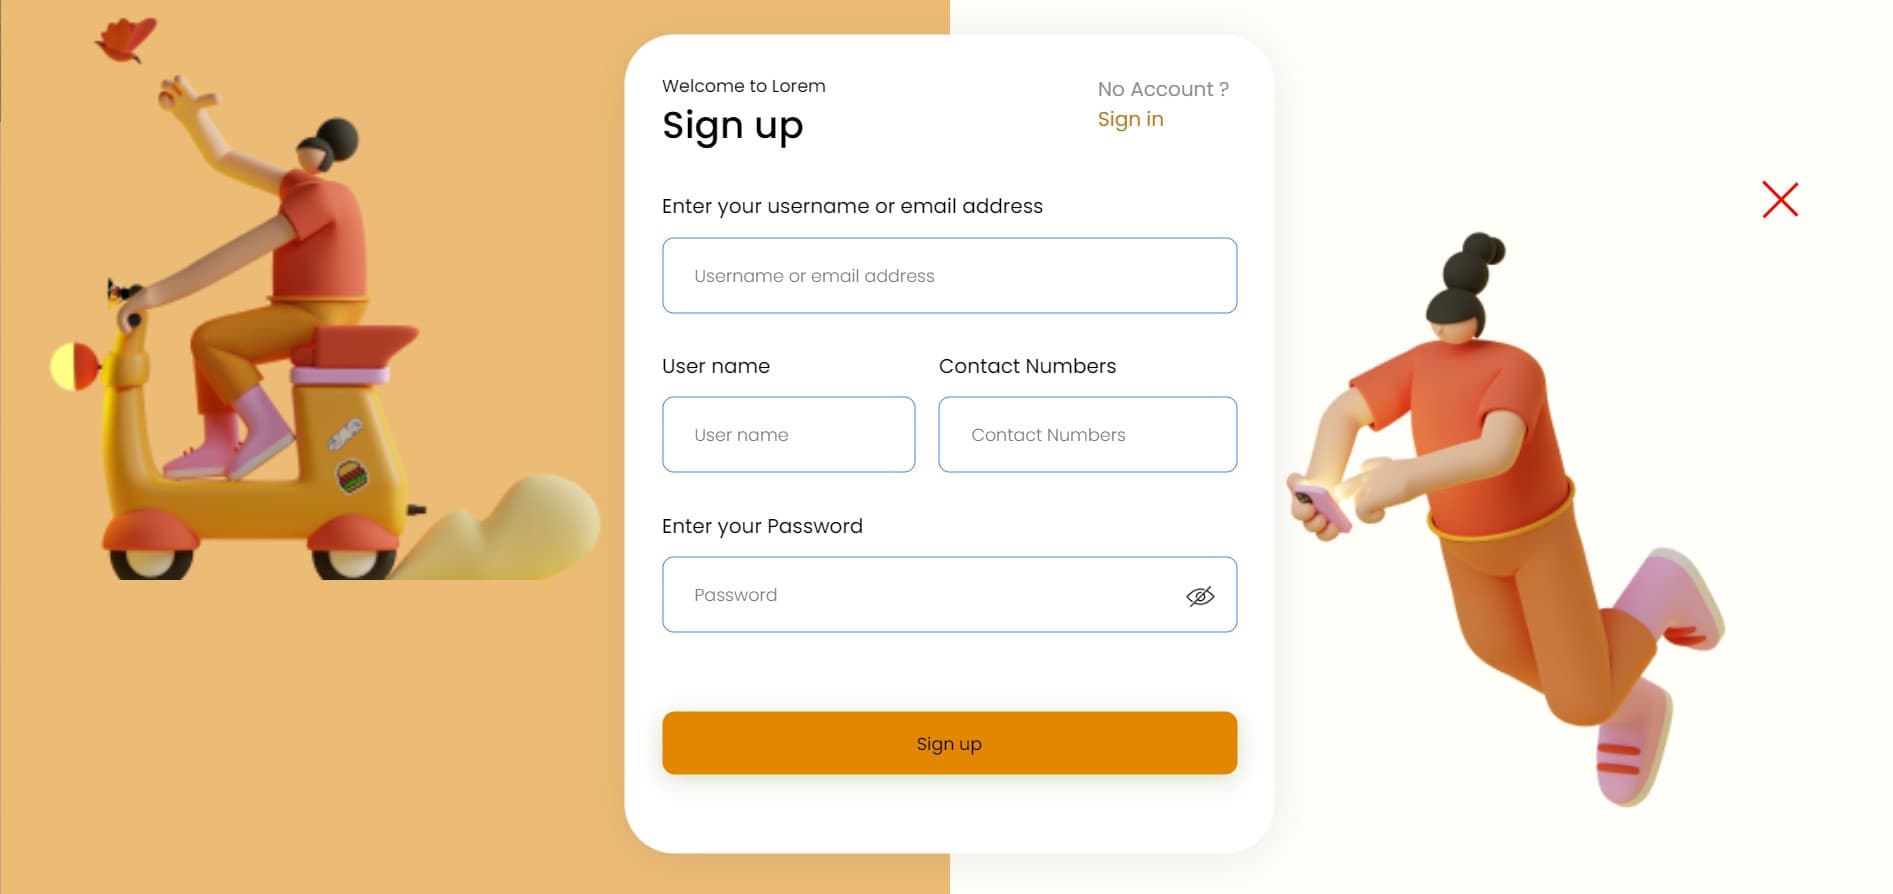 Welcome to Lorem
Sign up
No Account ?
Sign in
Enter your username or email address
Username or email address
User name
Contact Numbers
User name
Contact Numbers
Enter your Password
Password
Sign up